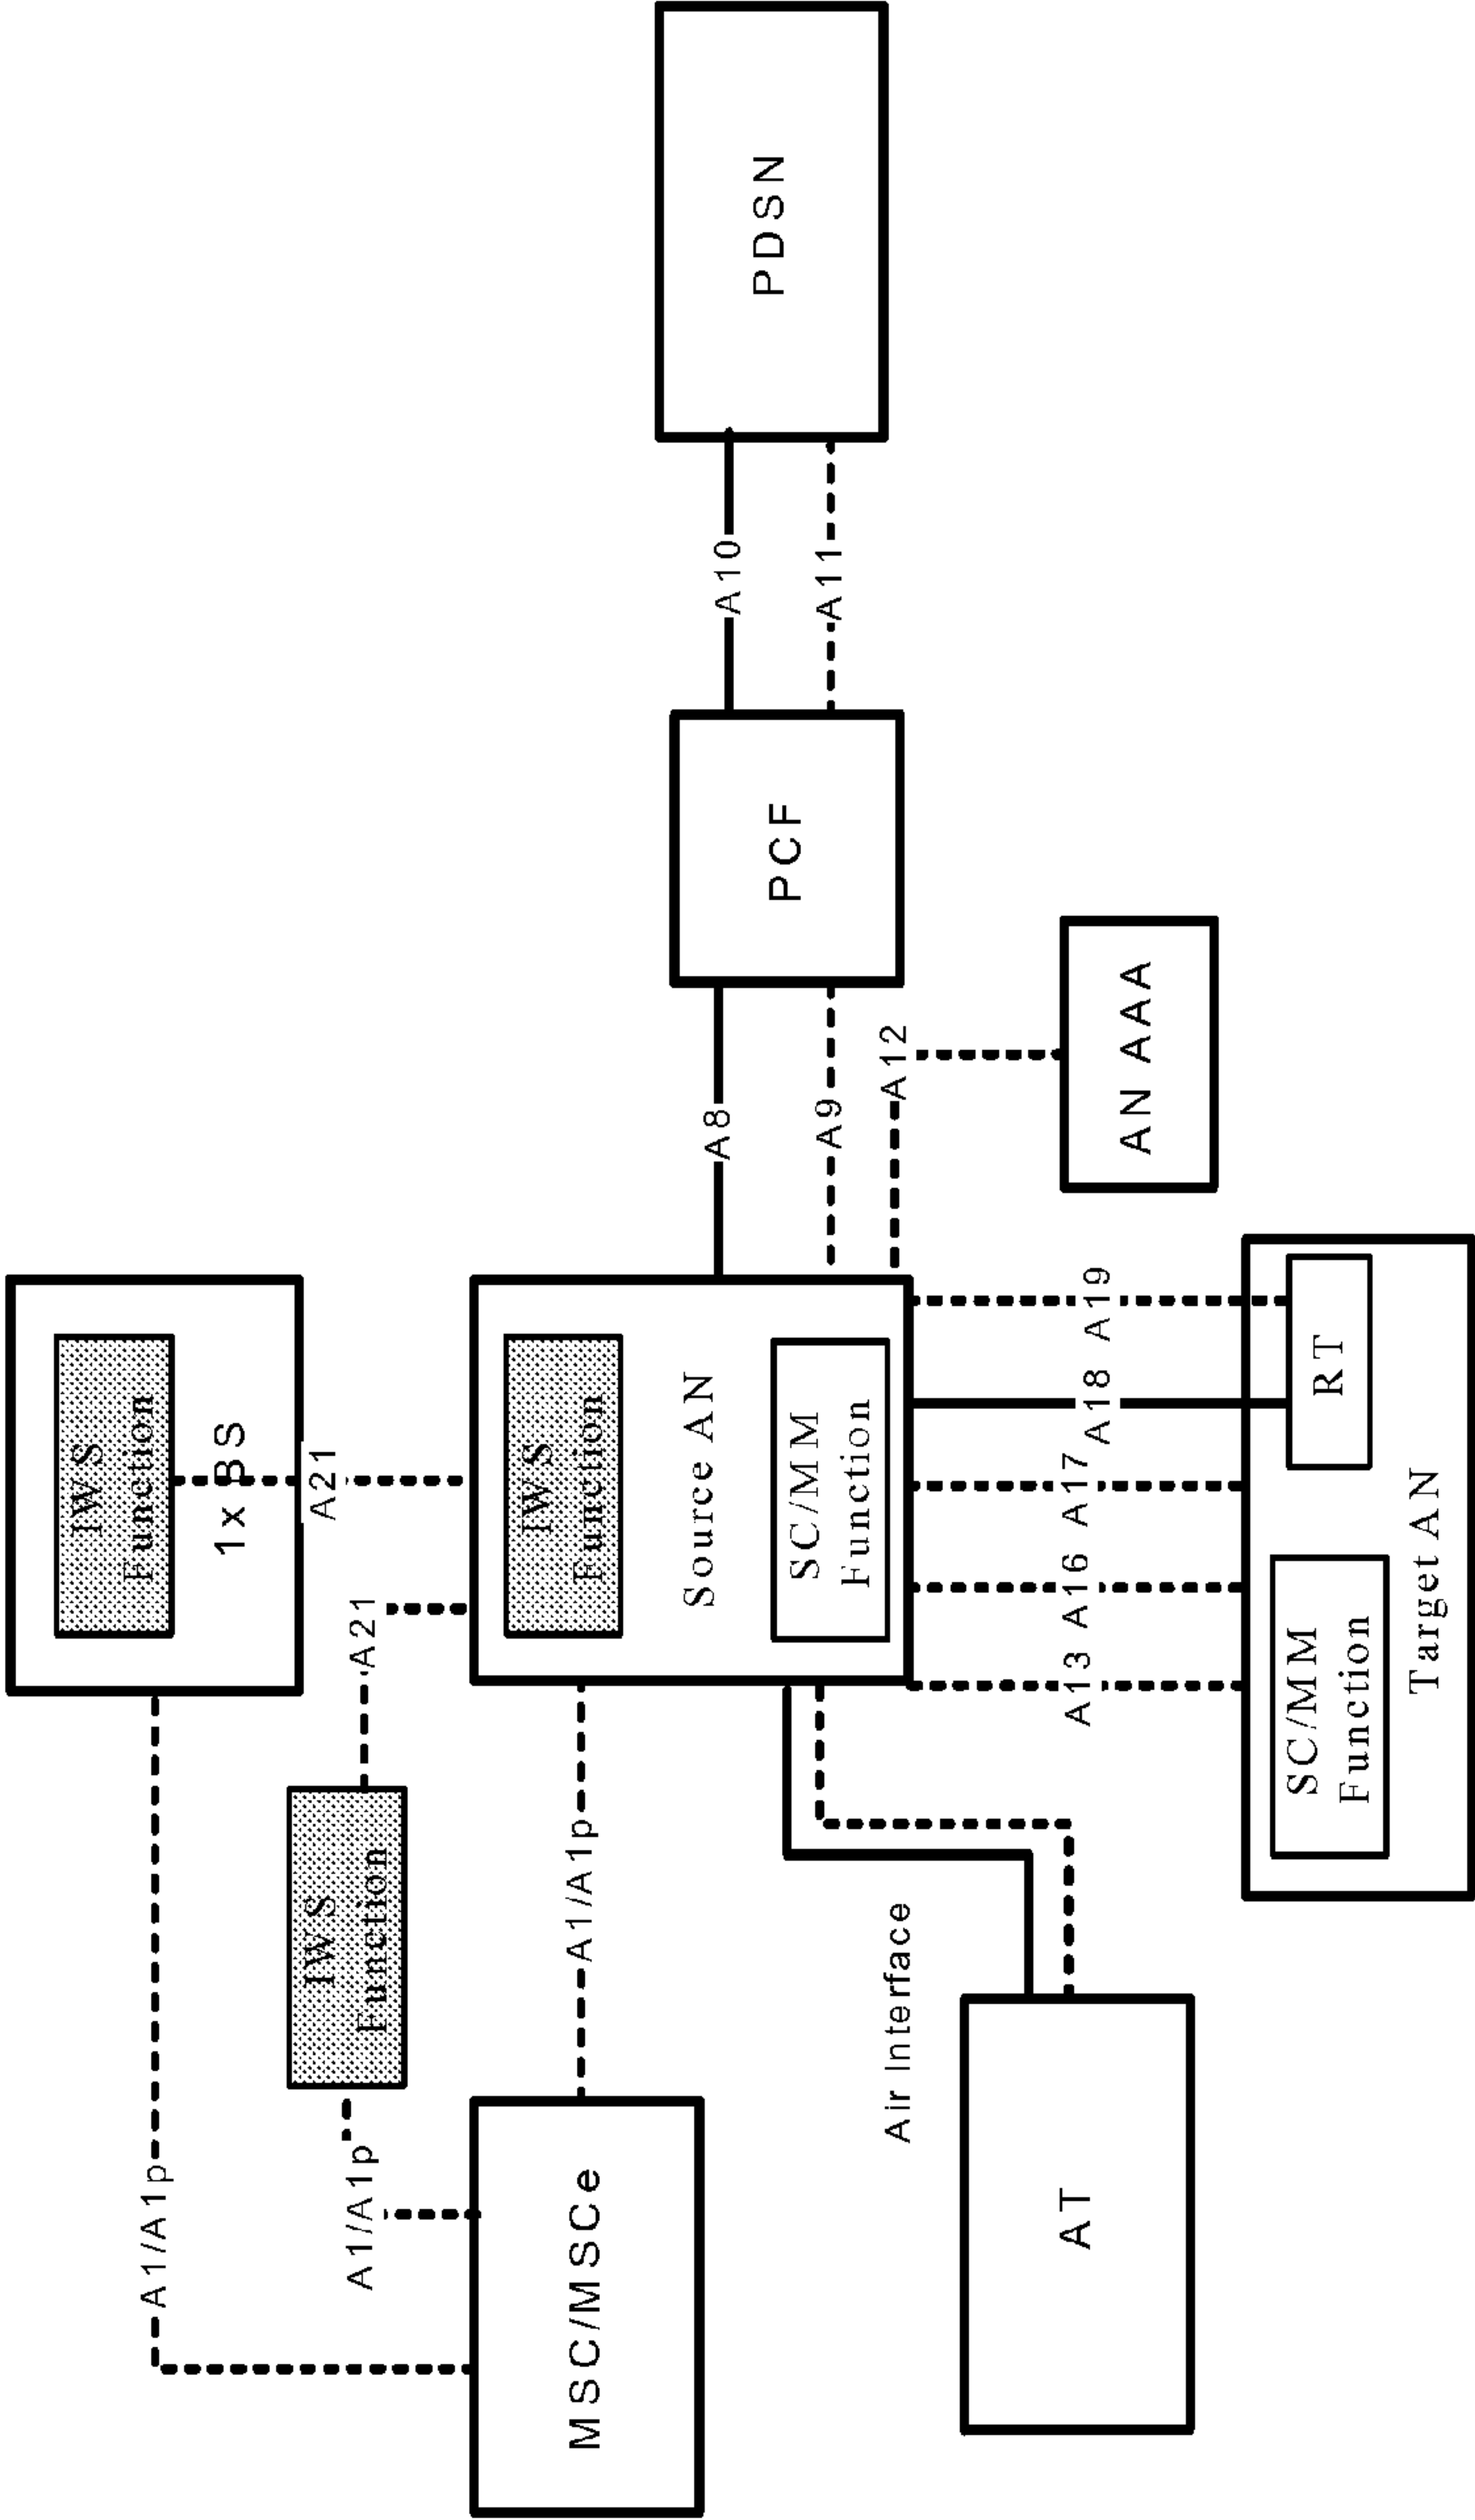 IWS
Function
1x BS
A21
A21
IWS
Function
A1/A1p
A1/A1p
A1/A1p
MSC/MSCe
IWS
Function
Source AN
SC/MM
Function
A8
A9
A12
PCF
A10
A11
PDSN
AN AAA
Air Interface
AT
A13
A16
A17
A18
A19
RT
SC/MM
Function
Target AN